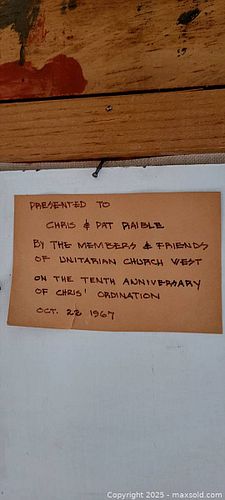 PRESENTED TO
CHRIS & PAT RAIBLE
BY THE MEMBERS & FRIENDS
OF UNITARIAN CHURCH WEST
ON THE TENTH ANNIVERSARY
OF CHRIS' ORDINATION
OCT. 22 1967
Copyright © 2025 - maxsold.com